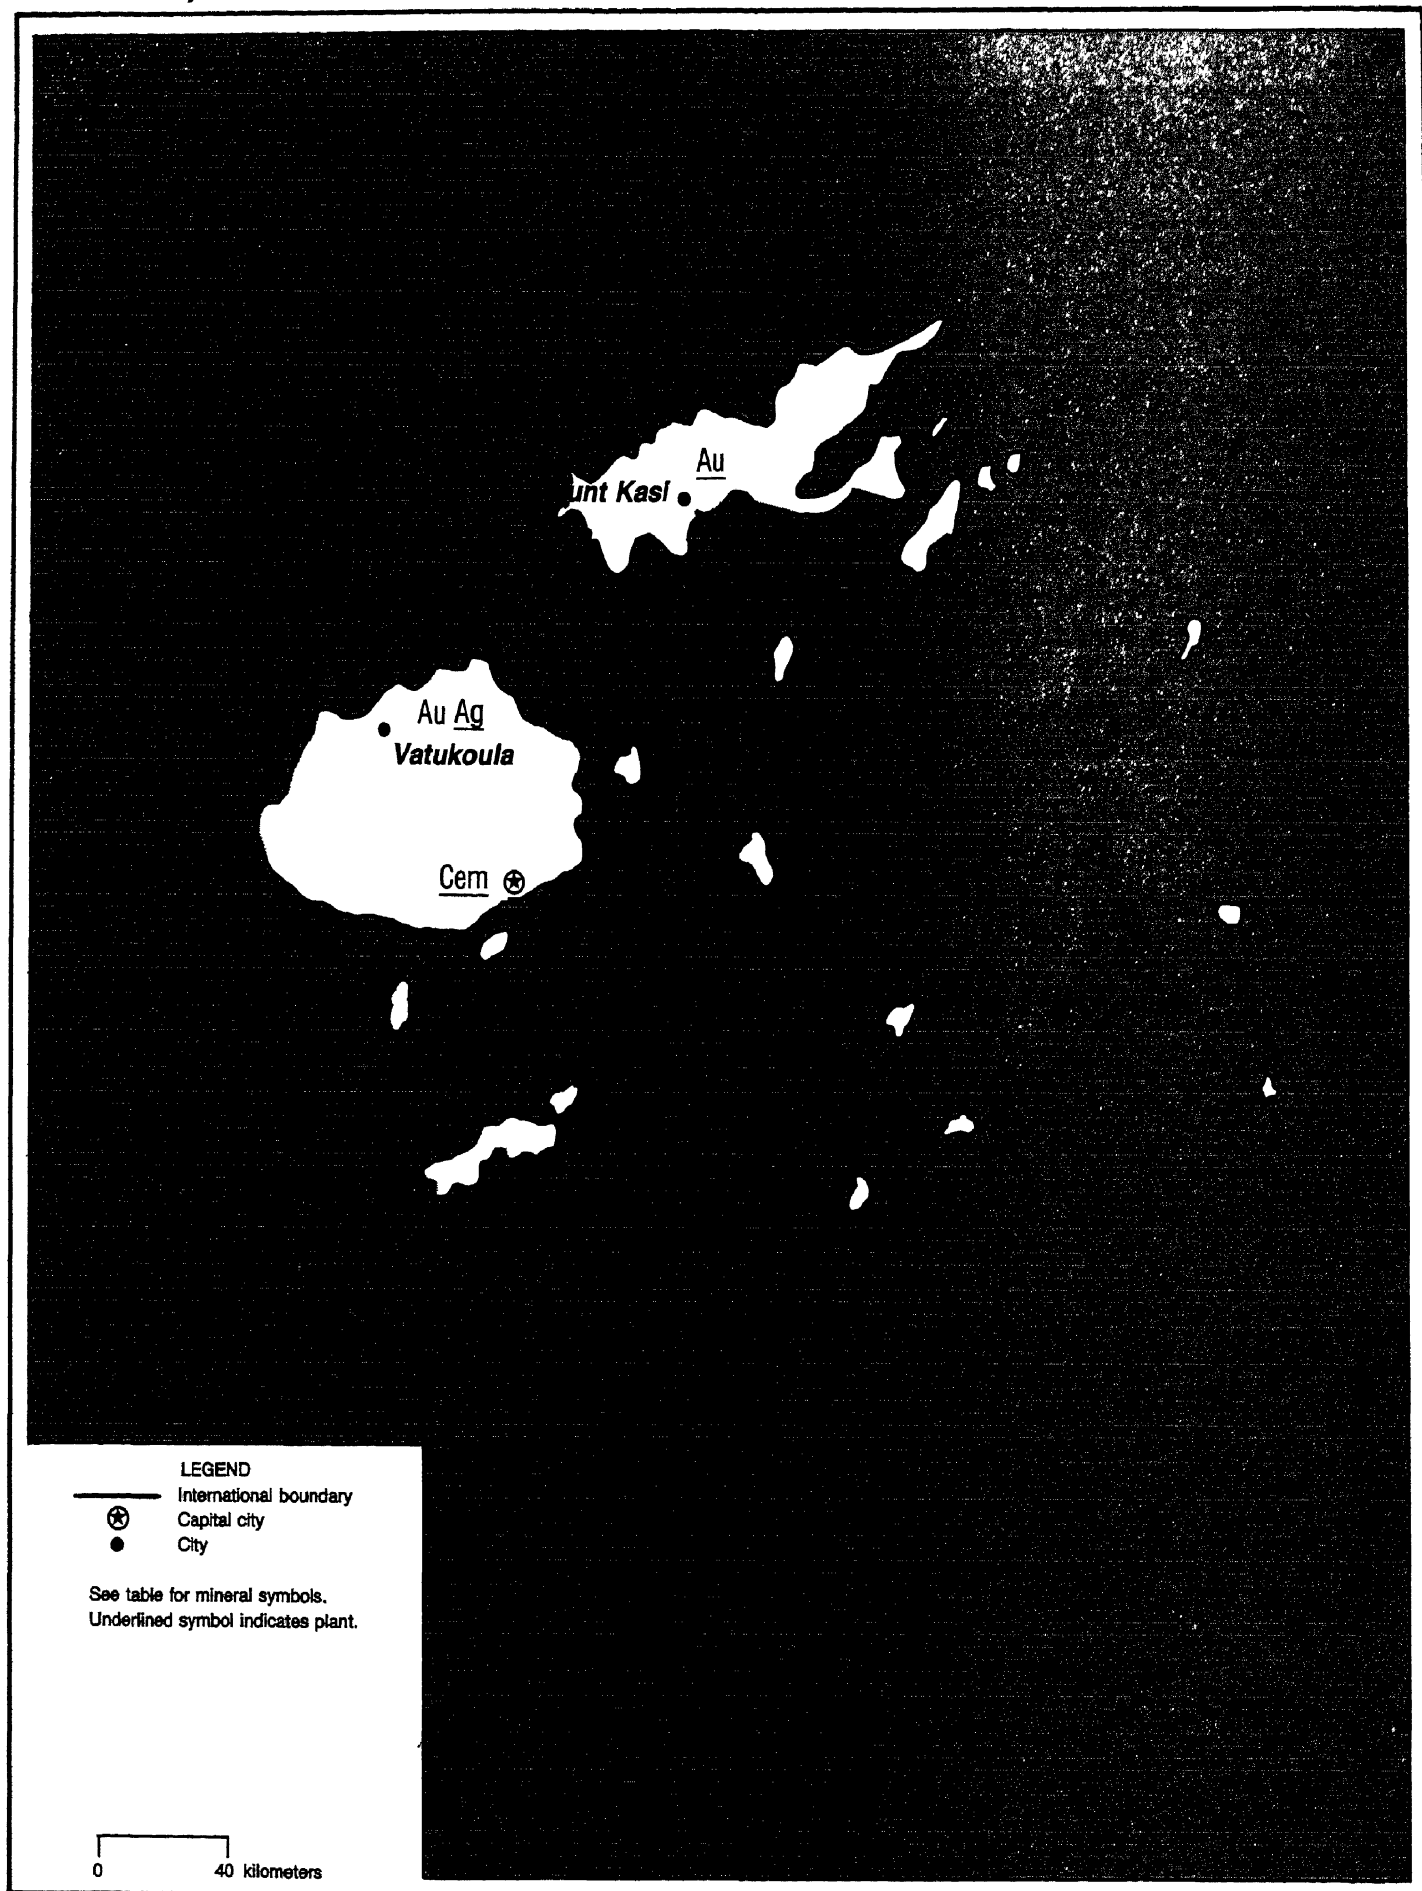 Au
unt Kasi
Au Ag
Vatukoula
Cem
LEGEND
International boundary
Capital city
City
See table for mineral symbols.
Underlined symbol indicates plant.
0 40 kilometers